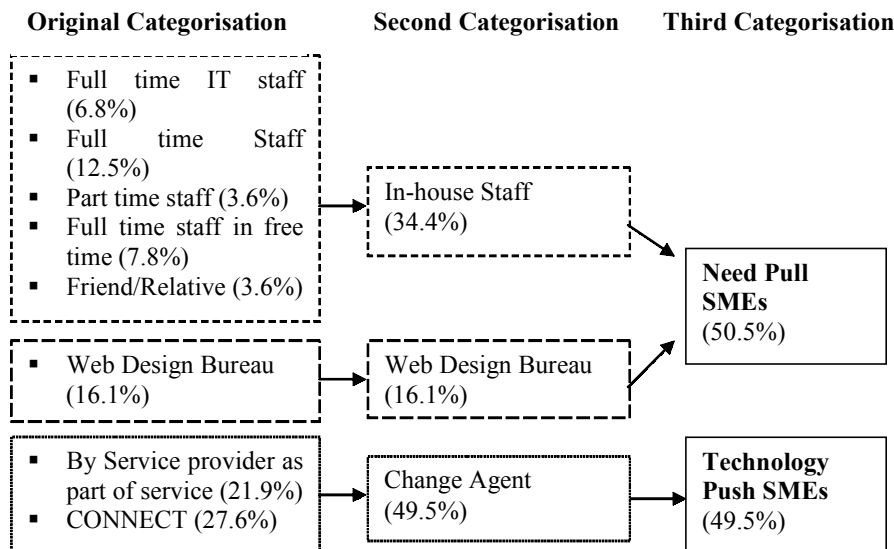 Original Categorisation
Second Categorisation
Third Categorisation
▪ Full time IT staff
(6.8%)
▪ Full time Staff
(12.5%)
▪ Part time staff (3.6%)
▪ Full time staff in free
time (7.8%)
▪ Friend/Relative (3.6%)
In-house Staff
(34.4%)
Need Pull
SMEs
(50.5%)
▪ Web Design Bureau
(16.1%)
Web Design Bureau
(16.1%)
▪ By Service provider as
part of service (21.9%)
▪ CONNECT (27.6%)
Change Agent
(49.5%)
Technology
Push SMEs
(49.5%)